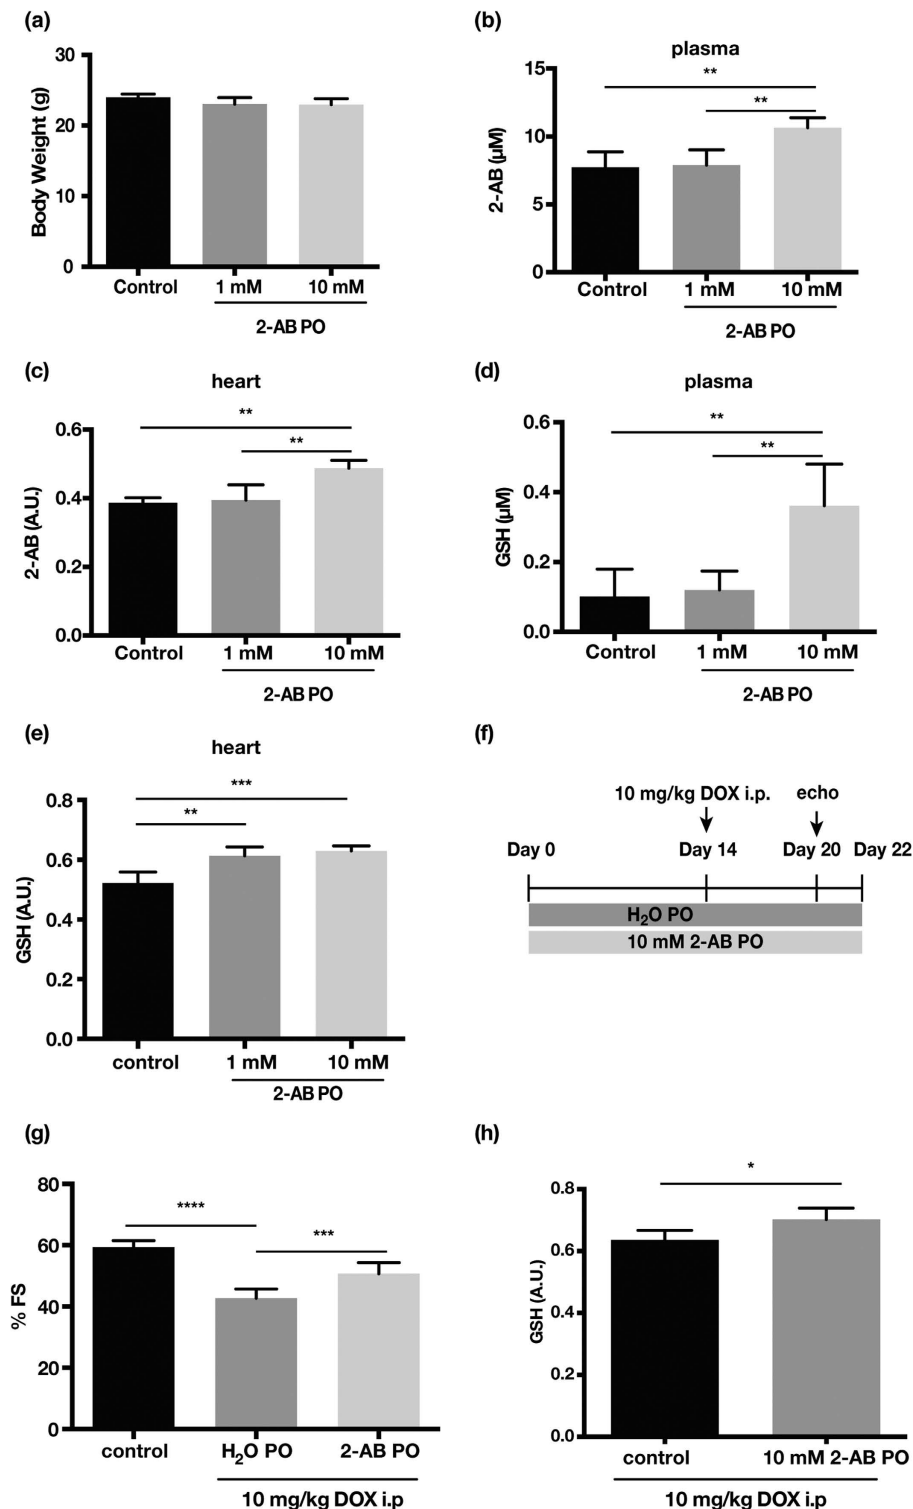 (a)
30
20
10
0
Body Weight (g)
Control
1 mM
10 mM
2-AB PO
(b)
plasma
**
**
15
10
5
0
2-AB (µM)
Control
1 mM
10 mM
2-AB PO
(c)
heart
**
**
0.6
0.4
0.2
0.0
2-AB (A.U.)
Control
1 mM
10 mM
2-AB PO
(d)
plasma
**
**
0.6
0.4
0.2
0.0
GSH (µM)
Control
1 mM
10 mM
2-AB PO
(e)
heart
***
**
0.8
0.6
0.4
0.2
0.0
GSH (A.U.)
control
1 mM
10 mM
2-AB PO
(f)
10 mg/kg DOX i.p.
echo
Day 0
Day 14
Day 20
Day 22
H₂O PO
10 mM 2-AB PO
(g)
80
60
40
20
0
% FS
****
***
control
H₂O PO
2-AB PO
10 mg/kg DOX i.p
(h)
*
0.8
0.6
0.4
0.2
0.0
GSH (A.U.)
control
10 mM 2-AB PO
10 mg/kg DOX i.p